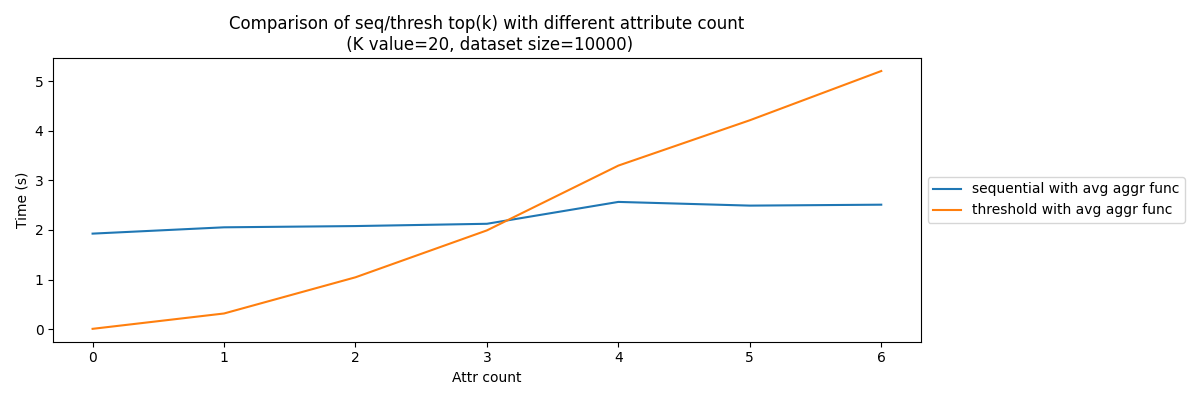 Comparison of seq/thresh top(k) with different attribute count
(K value=20, dataset size=10000)
5
4
3
2
1
0
Time (s)
0 1 2 3 4 5 6
Attr count
sequential with avg aggr func
threshold with avg aggr func